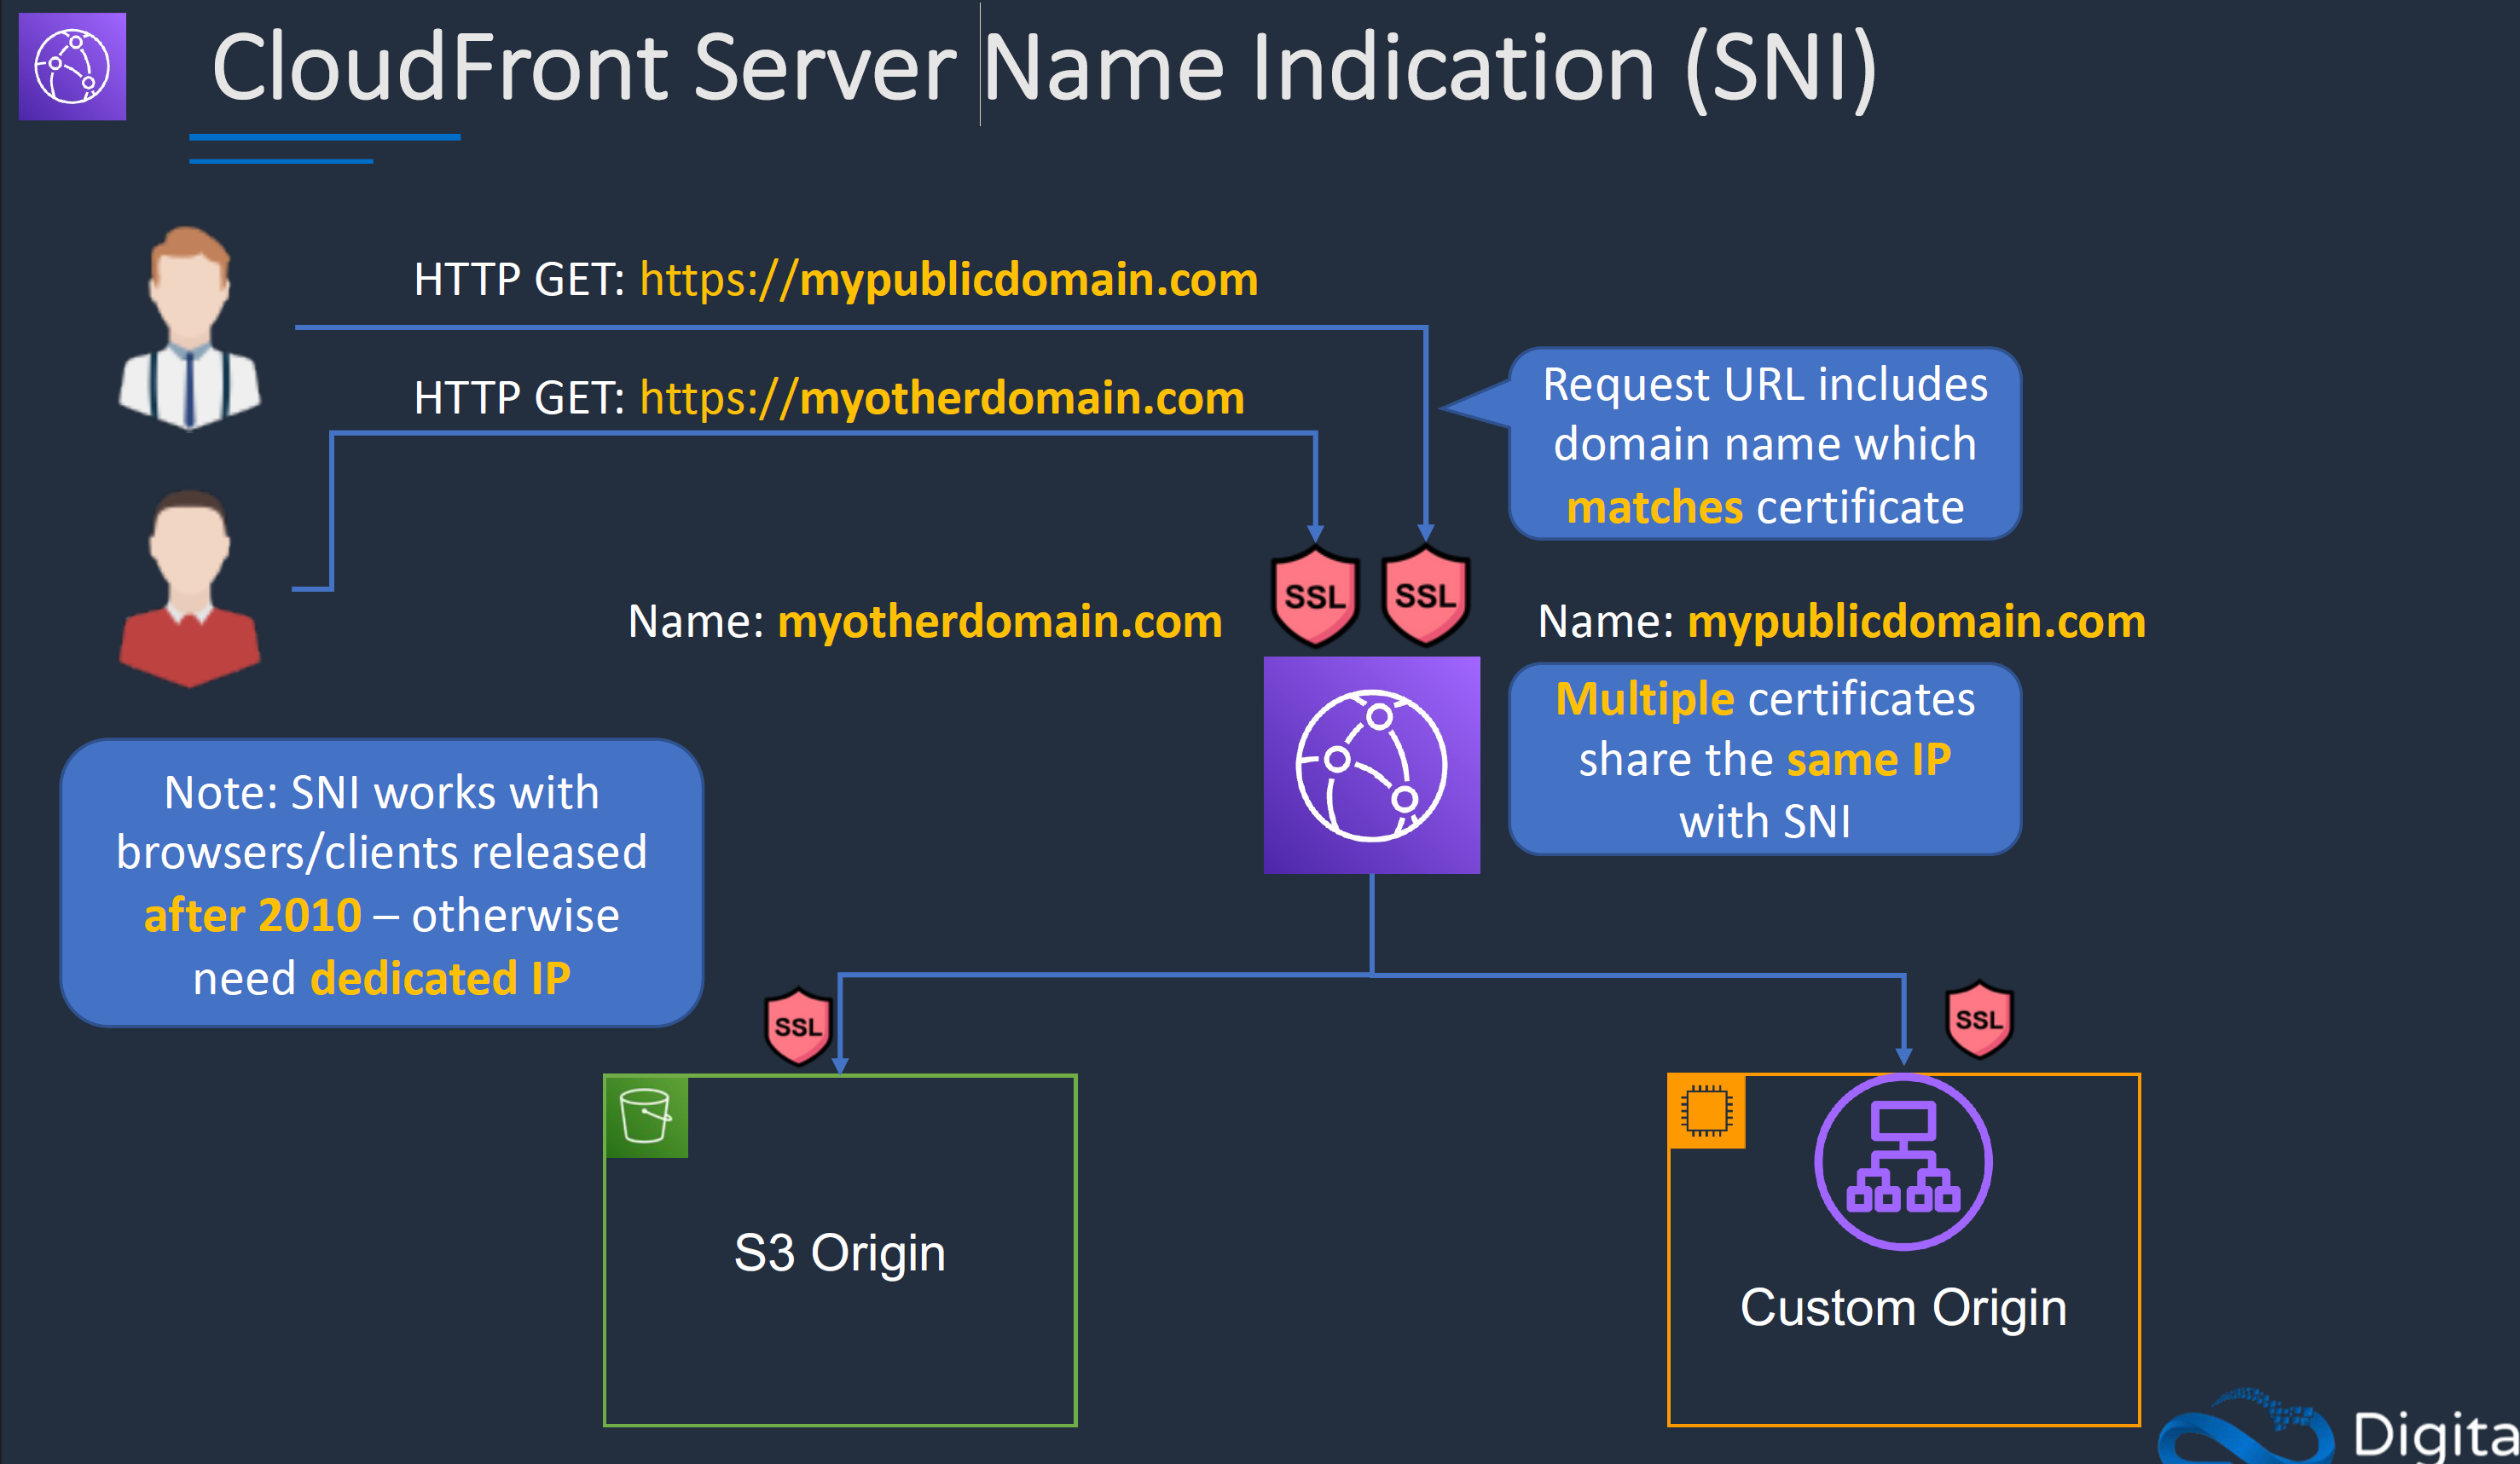 CloudFront Server Name Indication (SNI)
HTTP GET: https://mypublicdomain.com
HTTP GET: https://myotherdomain.com
Request URL includes
domain name which
matches certificate
SSL
SSL
Name: myotherdomain.com
Name: mypublicdomain.com
Multiple certificates
share the same IP
with SNI
Note: SNI works with
browsers/clients released
after 2010 – otherwise
need dedicated IP
SSL
SSL
S3 Origin
Custom Origin
Digita